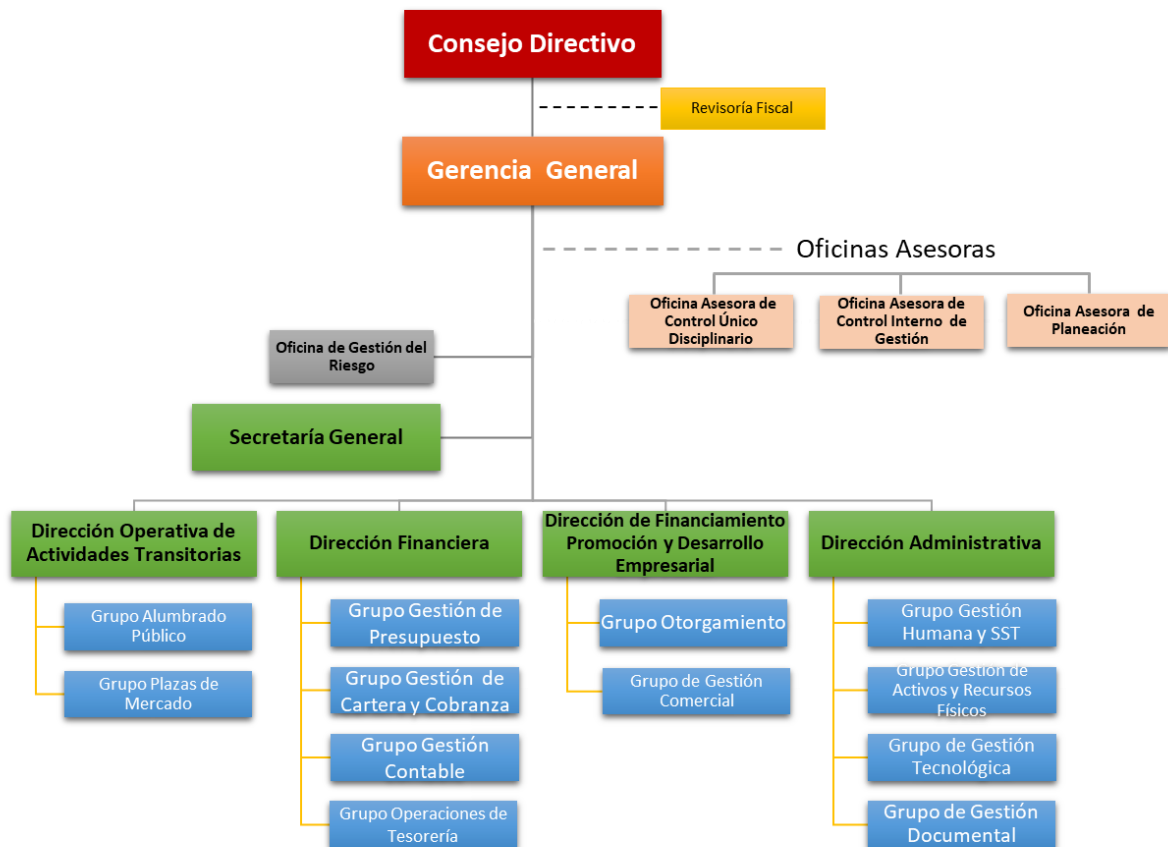 Consejo Directivo
Revisoría Fiscal
Gerencia General
Oficinas Asesoras
Oficina Asesora de
Control Único
Disciplinario
Oficina Asesora de
Control Interno de
Gestión
Oficina Asesora de
Planeación
Oficina de Gestión del
Riesgo
Secretaría General
Dirección Operativa de
Actividades Transitorias
Dirección Financiera
Dirección de Financiamiento
Promoción y Desarrollo
Empresarial
Dirección Administrativa
Grupo Alumbrado
Público
Grupo Plazas de
Mercado
Grupo Gestión de
Presupuesto
Grupo Gestión de
Cartera y Cobranza
Grupo Gestión
Contable
Grupo Operaciones de
Tesorería
Grupo Otorgamiento
Grupo de Gestión
Comercial
Grupo Gestión
Humana y SST
Grupo Gestión de
Activos y Recursos
Físicos
Grupo de Gestión
Tecnológica
Grupo de Gestión
Documental